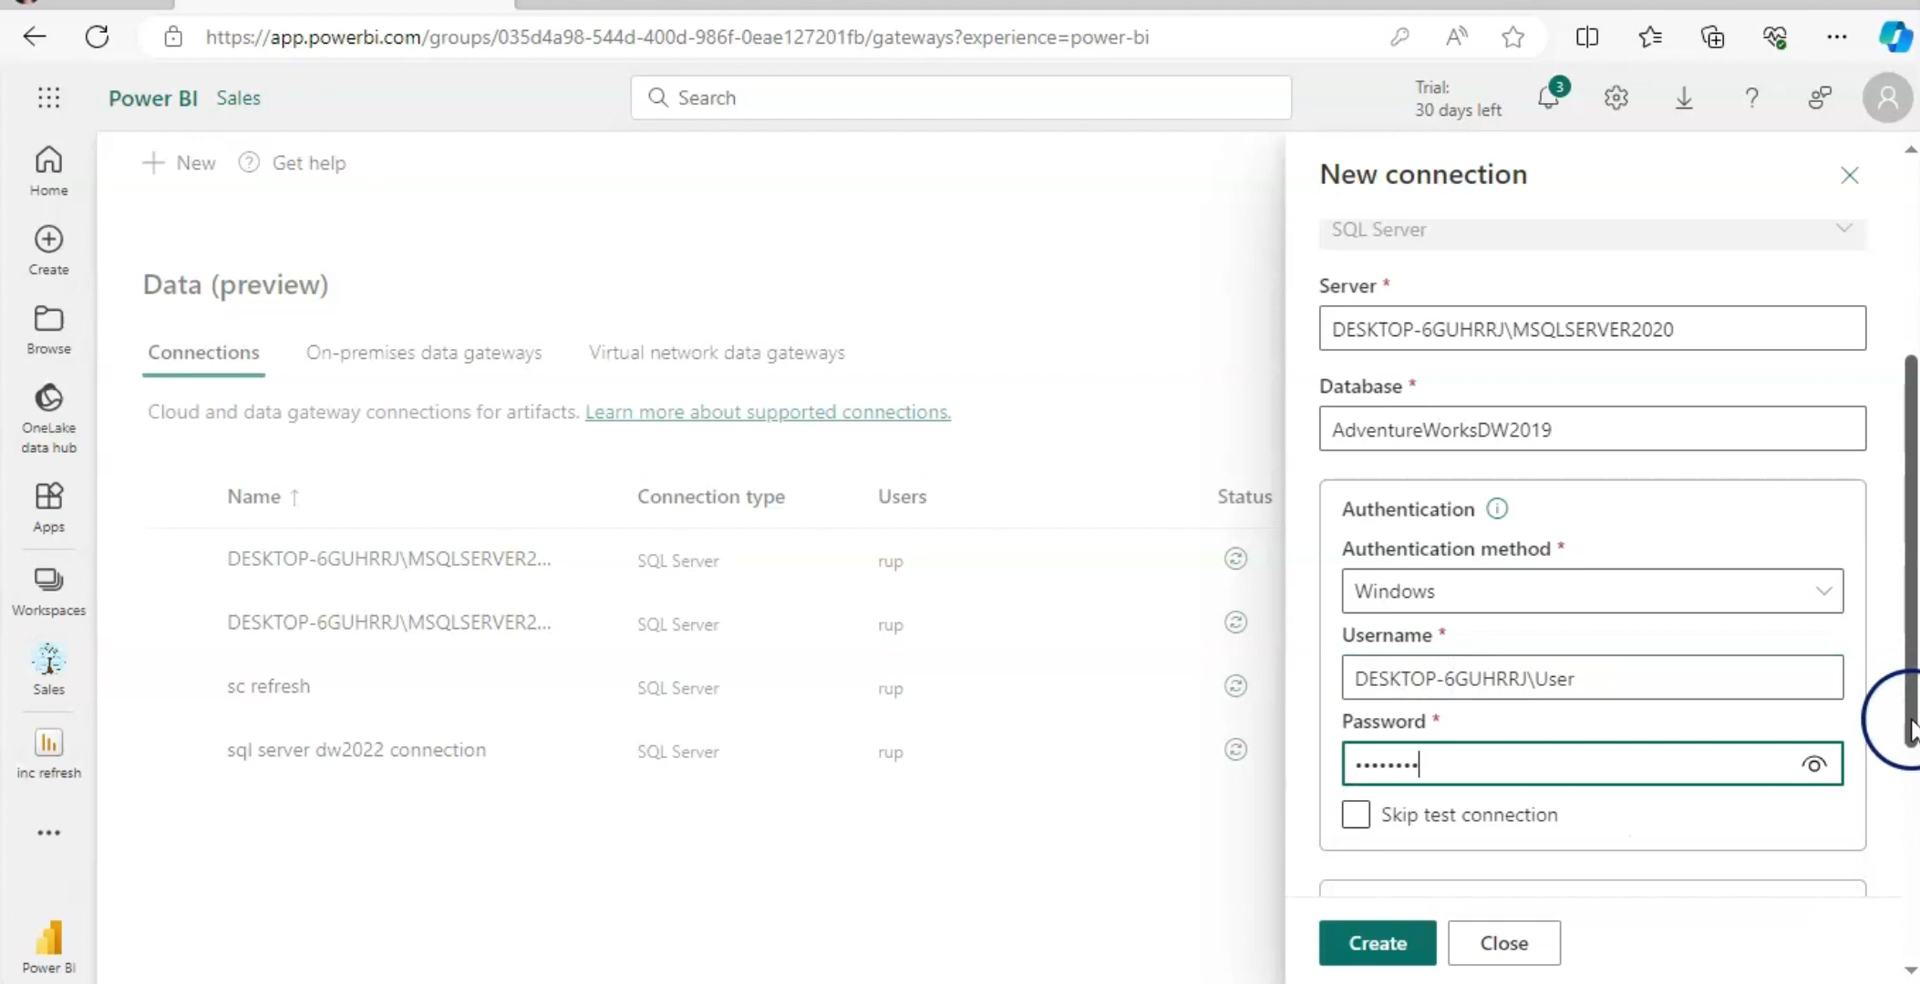 https://app.powerbi.com/groups/035d4a98-544d-400d-986f-0eae127201fb/gateways?experience=power-bi
Power BI Sales
Search
Trial:
30 days left
3
Home
Create
Browse
OneLake
data hub
Apps
Workspaces
Sales
inc refresh
Power BI
New
Get help
Data (preview)
Connections On-premises data gateways Virtual network data gateways
Cloud and data gateway connections for artifacts. Learn more about supported connections.
Name ↑ Connection type Users Status
DESKTOP-6GUHRRJ\MSQLSERVER2... SQL Server rup
DESKTOP-6GUHRRJ\MSQLSERVER2... SQL Server rup
sc refresh SQL Server rup
sql server dw2022 connection SQL Server rup
New connection
SQL Server
Server *
DESKTOP-6GUHRRJ\MSQLSERVER2020
Database *
AdventureWorksDW2019
Authentication
Authentication method *
Windows
Username *
DESKTOP-6GUHRRJ\User
Password *
••••••••
Skip test connection
Create Close